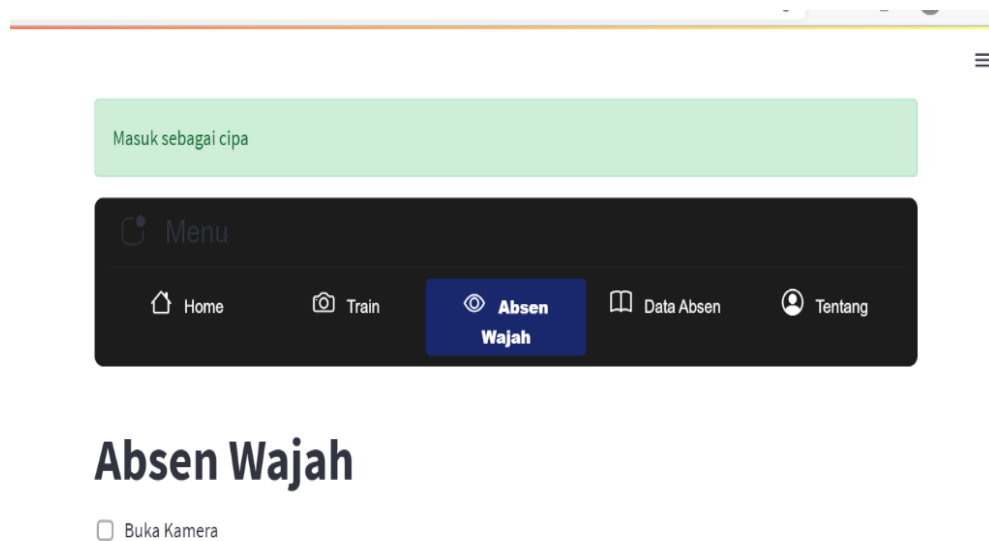 Masuk sebagai cipa
Menu
Home
Train
Absen
Wajah
Data Absen
Tentang
Absen Wajah
Buka Kamera